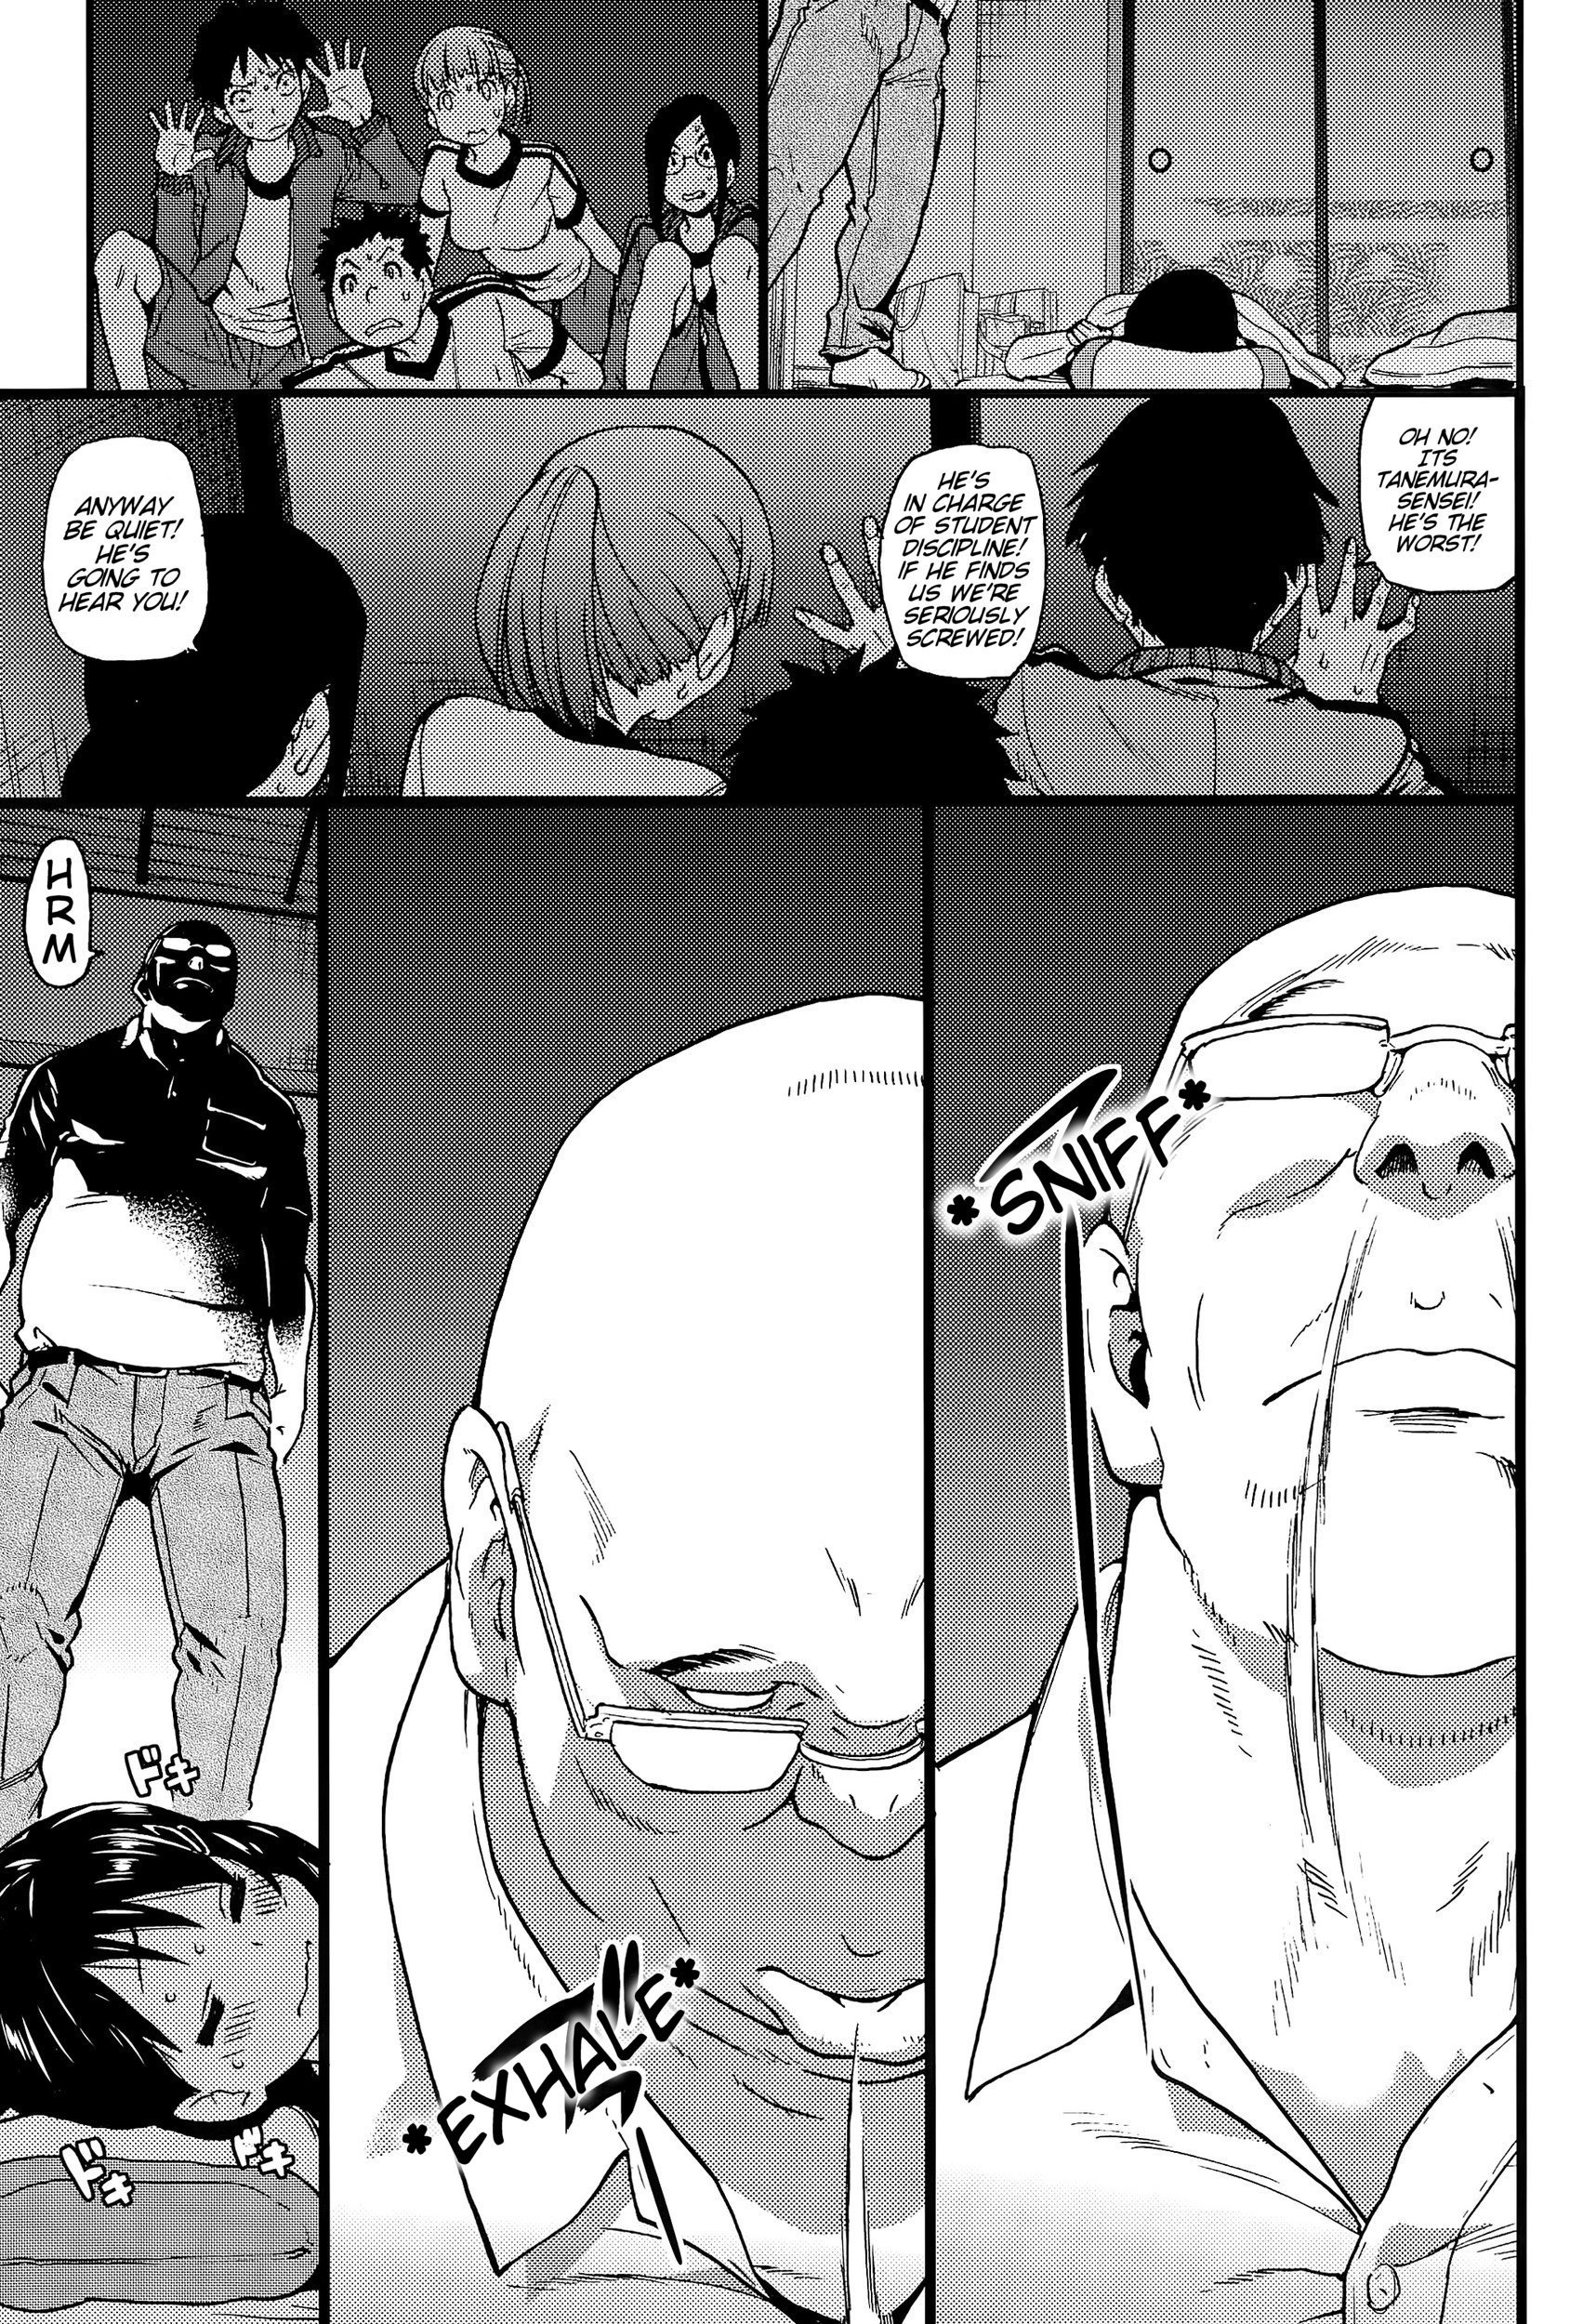 OH NO!
ITS
TANEMURA-
SENSEI!
HE'S THE
WORST!
HE'S
IN CHARGE
OF STUDENT
DISCIPLINE!
IF HE FINDS
US WE'RE
SERIOUSLY
SCREWED!
ANYWAY
BE QUIET!
HE'S
GOING TO
HEAR YOU!
*SNIFF*
*EXHALE*
HRM
ドキ
ドキ
ドキ